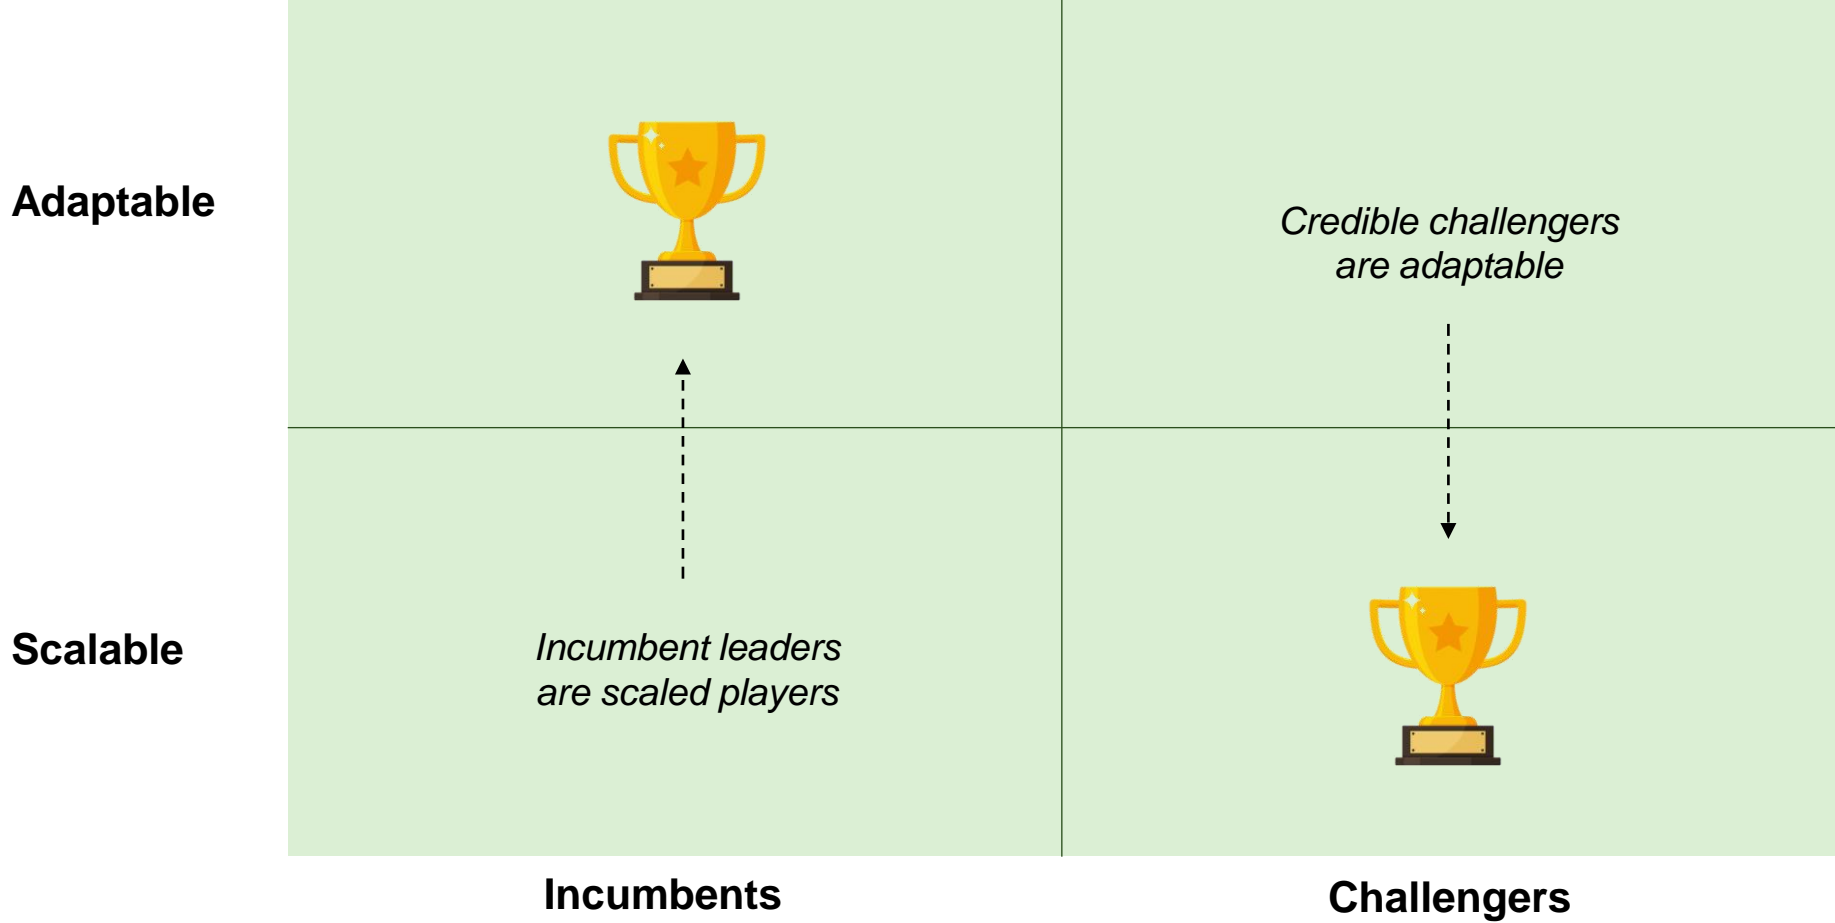 Adaptable
Credible challengers
are adaptable
Scalable
Incumbent leaders
are scaled players
Incumbents
Challengers